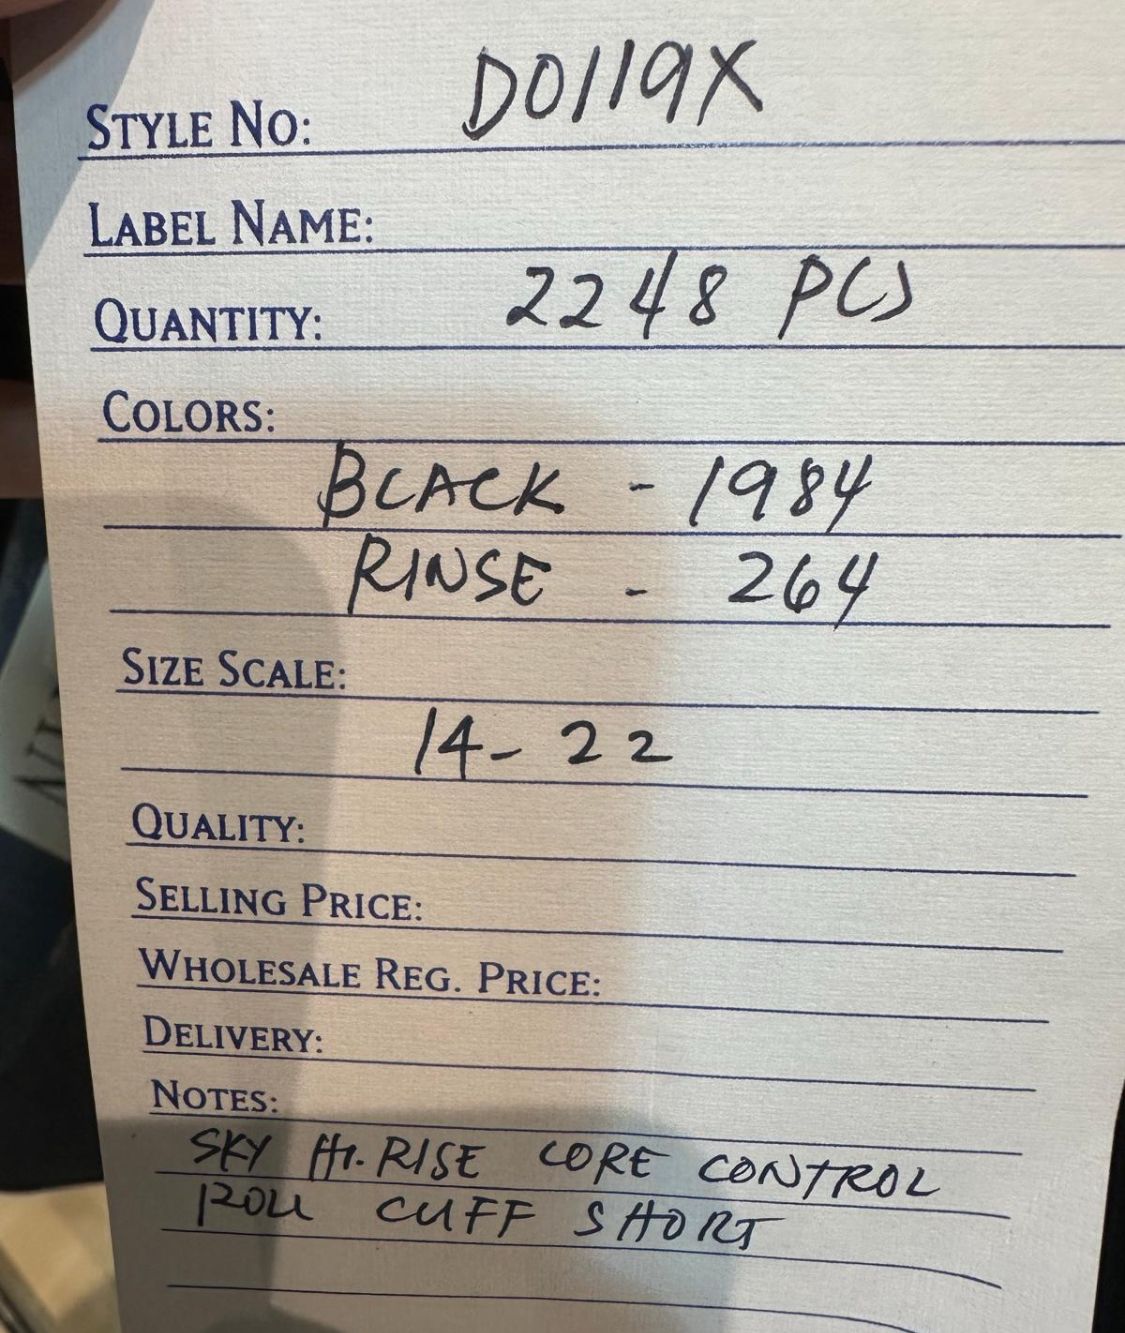 STYLE NO: D0119X
LABEL NAME:
QUANTITY: 2248 PCS
COLORS:
BLACK - 1984
RINSE - 264
SIZE SCALE:
14- 22
QUALITY:
SELLING PRICE:
WHOLESALE REG. PRICE:
DELIVERY:
NOTES:
SKY HI. RISE CORE CONTROL
ROLL CUFF SHORT